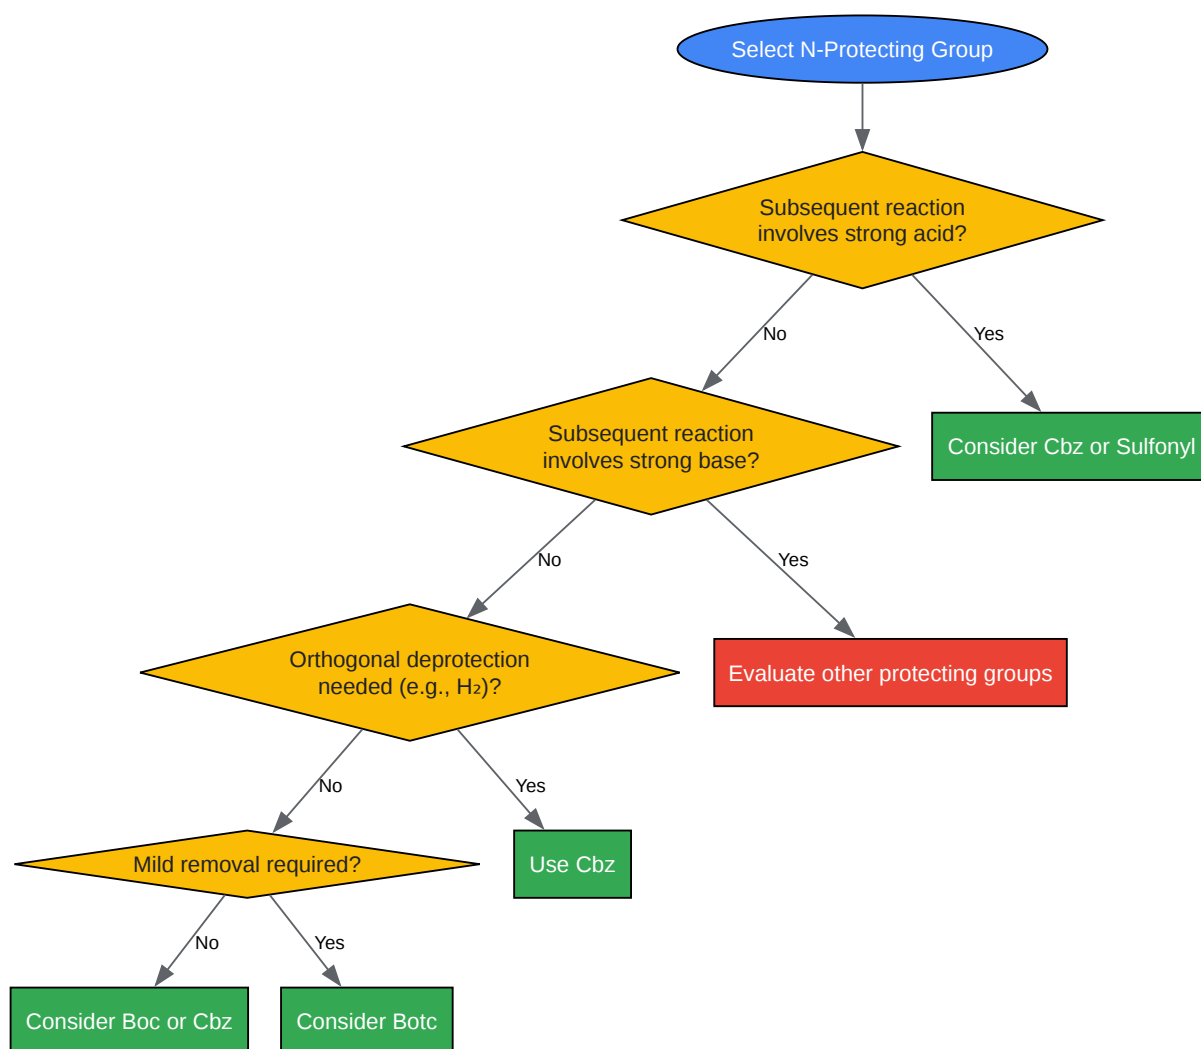 Select N-Protecting Group
Subsequent reaction
involves strong acid?
No
Yes
Subsequent reaction
involves strong base?
Consider Cbz or Sulfonyl
No
Yes
Orthogonal deprotection
needed (e.g., H₂)?
Evaluate other protecting groups
No
Yes
Mild removal required?
Use Cbz
No
Yes
Consider Boc or Cbz
Consider Botc